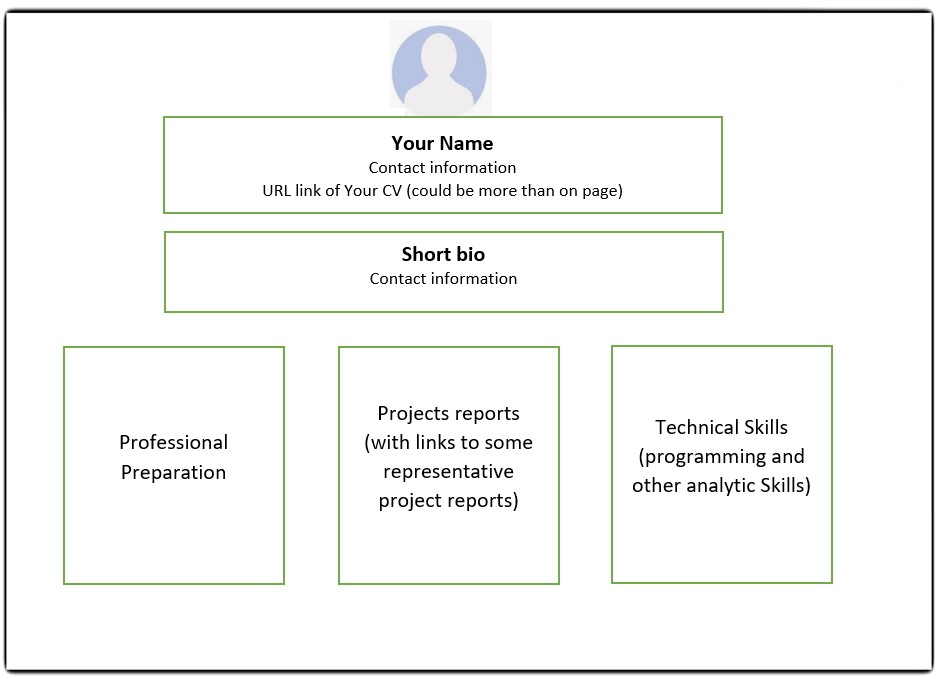 Your Name
Contact information
URL link of Your CV (could be more than on page)
Short bio
Contact information
Professional
Preparation
Projects reports
(with links to some
representative
project reports)
Technical Skills
(programming and
other analytic Skills)